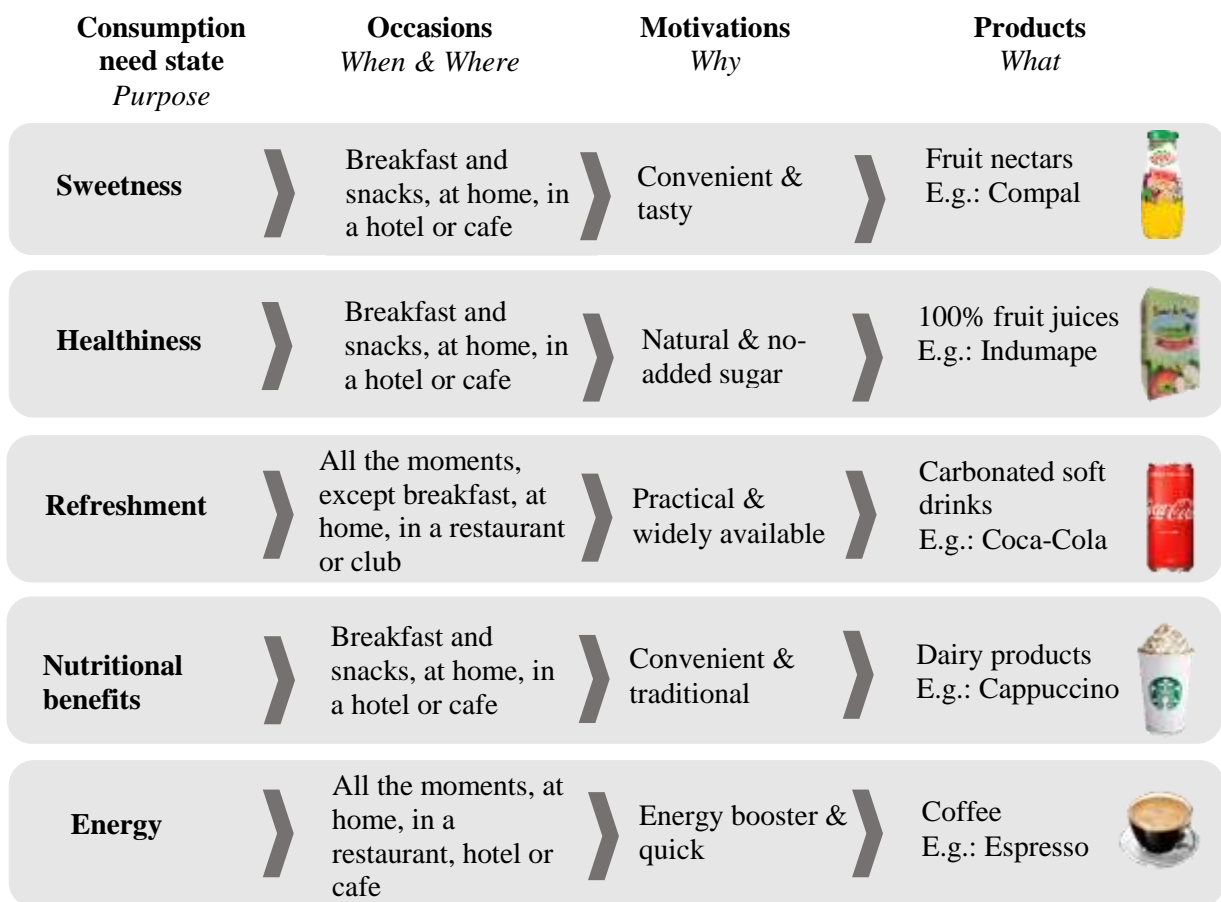 Consumption
need state
Purpose
Occasions
When & Where
Motivations
Why
Products
What
Sweetness
Breakfast and
snacks, at home, in
a hotel or cafe
Convenient &
tasty
Fruit nectars
E.g.: Compal
Healthiness
Breakfast and
snacks, at home, in
a hotel or cafe
Natural & no-
added sugar
100% fruit juices
E.g.: Indumape
Refreshment
All the moments,
except breakfast, at
home, in a restaurant
or club
Practical &
widely available
Carbonated soft
drinks
E.g.: Coca-Cola
Coca-Cola
Nutritional
benefits
Breakfast and
snacks, at home, in
a hotel or cafe
Convenient &
traditional
Dairy products
E.g.: Cappuccino
Energy
All the moments, at
home, in a
restaurant, hotel or
cafe
Energy booster &
quick
Coffee
E.g.: Espresso